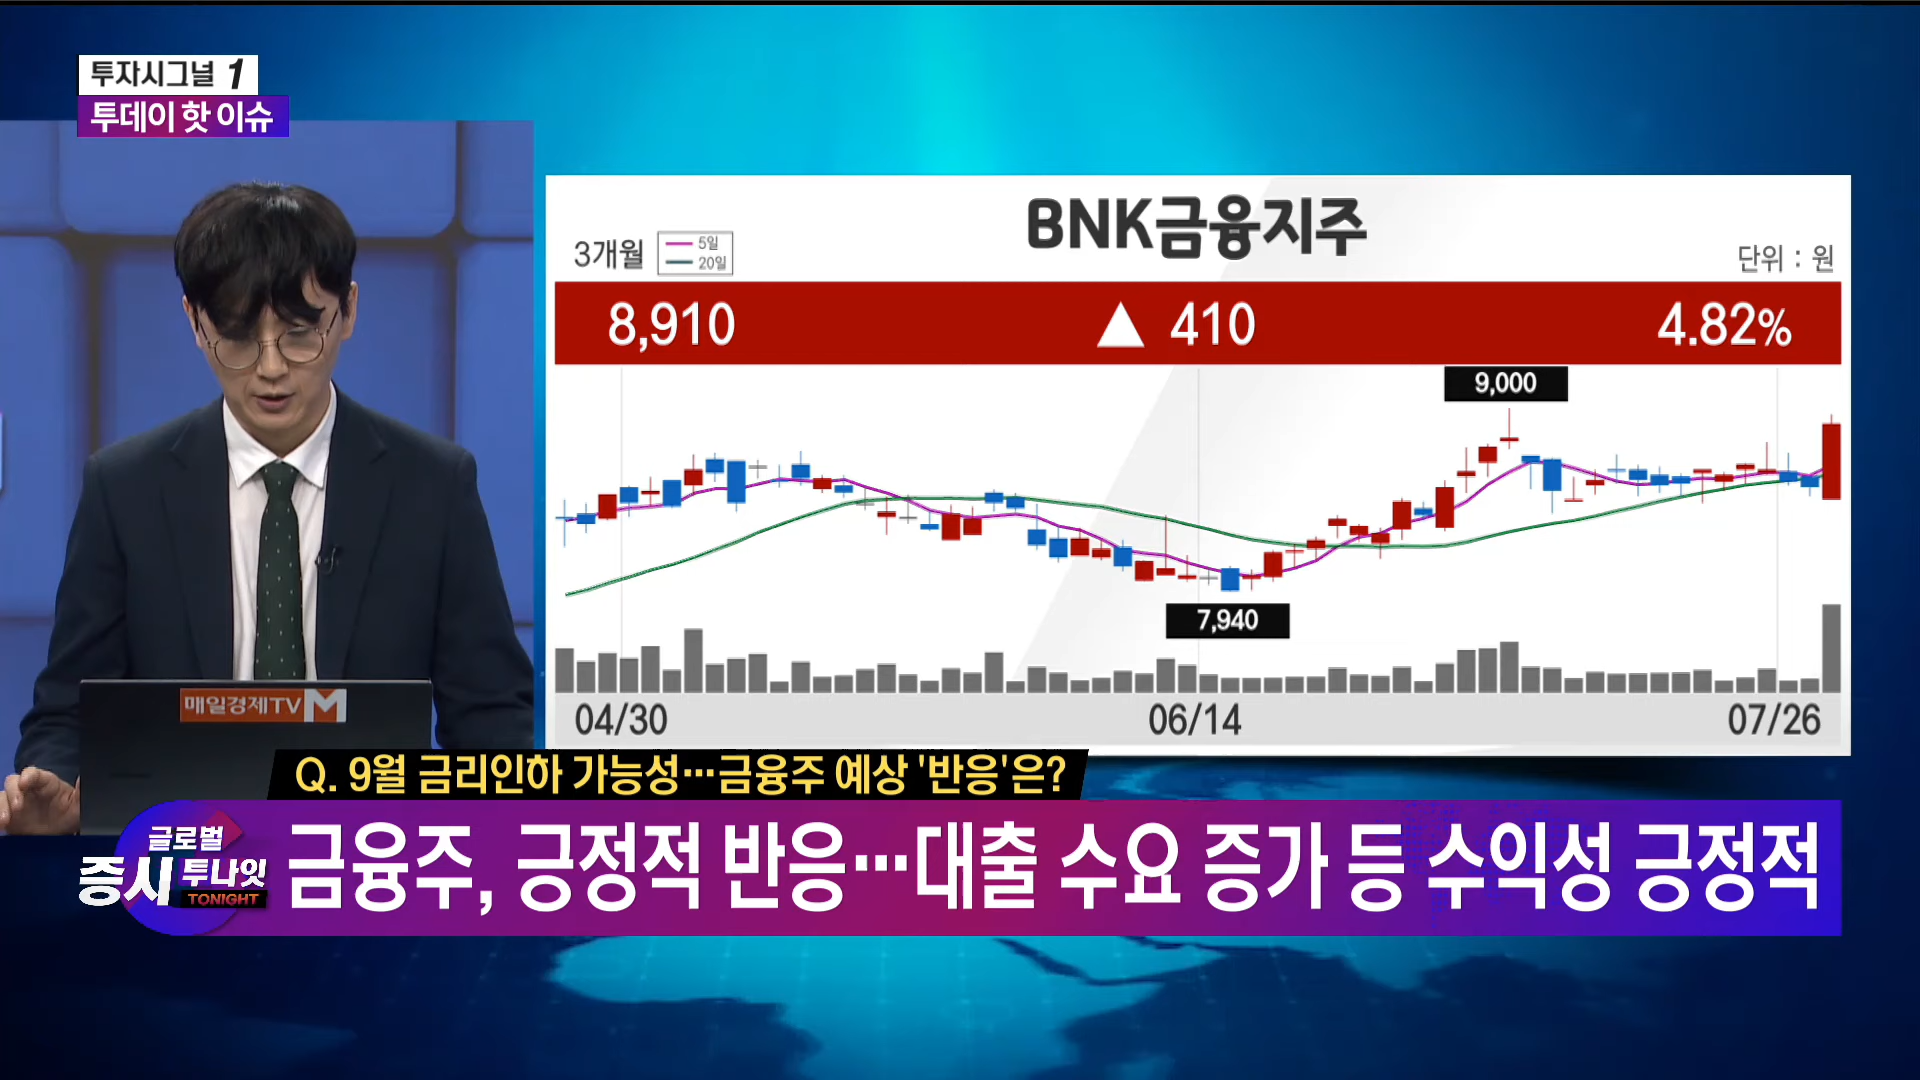 투자시그널 1
투데이 핫 이슈
BNK금융지주
3개월
5일
20일
단위 : 원
8,910 ▲ 410 4.82%
9,000
7,940
04/30 06/14 07/26
매일경제TV M
Q. 9월 금리인하 가능성…금융주 예상 '반응'은?
글로벌
증시 투나잇
TONIGHT
금융주, 긍정적 반응…대출 수요 증가 등 수익성 긍정적